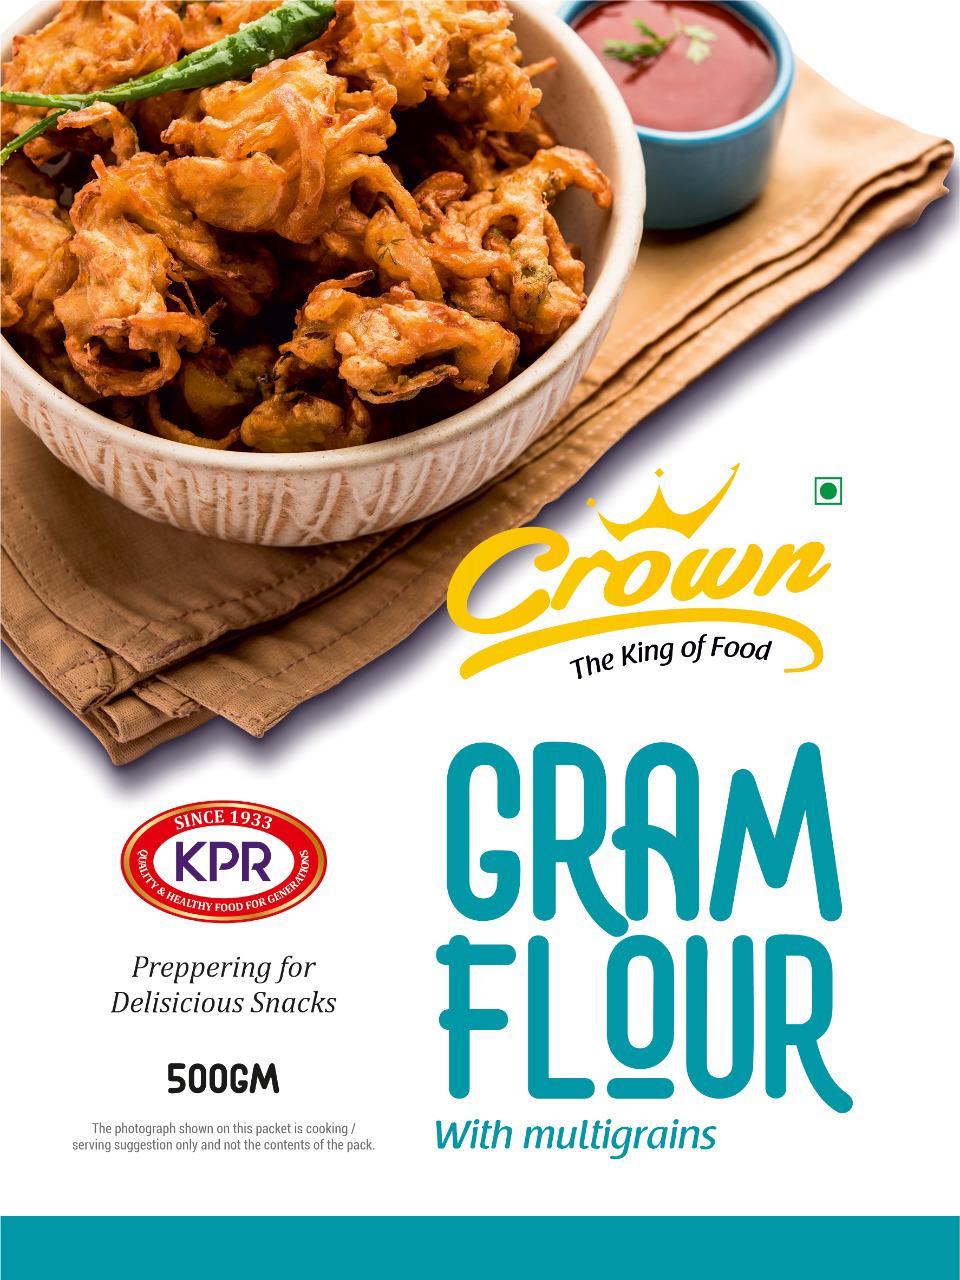 Crown
The King of Food
GRAM
FLOUR
With multigrains
SINCE 1933
KPR
QUALITY & HEALTHY FOOD FOR GENERATIONS
Preppering for
Delisicious Snacks
500GM
The photograph shown on this packet is cooking /
serving suggestion only and not the contents of the pack.